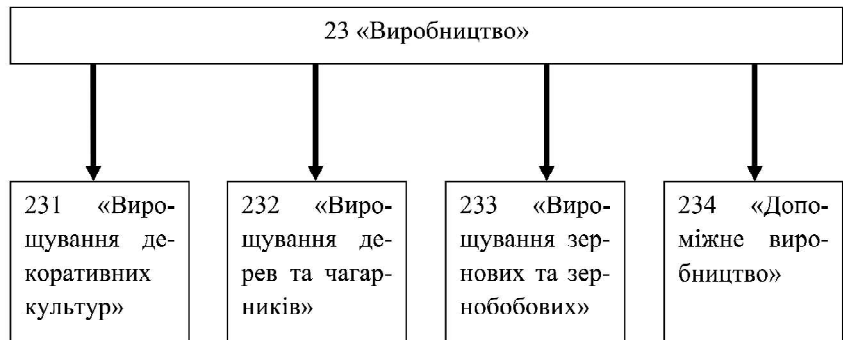 23 «Виробництво»
231 «Виро-
щування де-
коративних
культур»
232 «Виро-
щування де-
рев та чагар-
ників»
233 «Виро-
щування зер-
нових та зер-
нобобових»
234 «Допо-
міжне виро-
бництво»